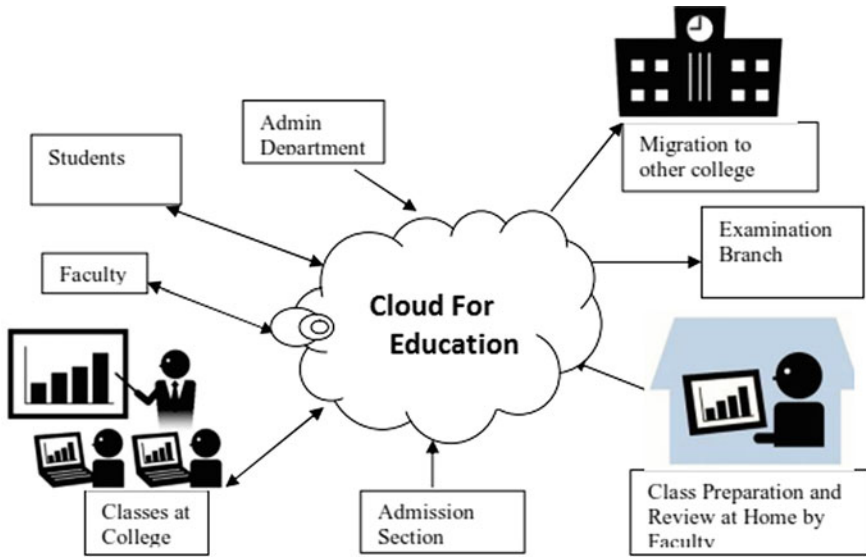 Admin
Department
Students
Migration to
other college
Examination
Branch
Faculty
Cloud For
Education
Classes at
College
Admission
Section
Class Preparation and
Review at Home by
Faculty